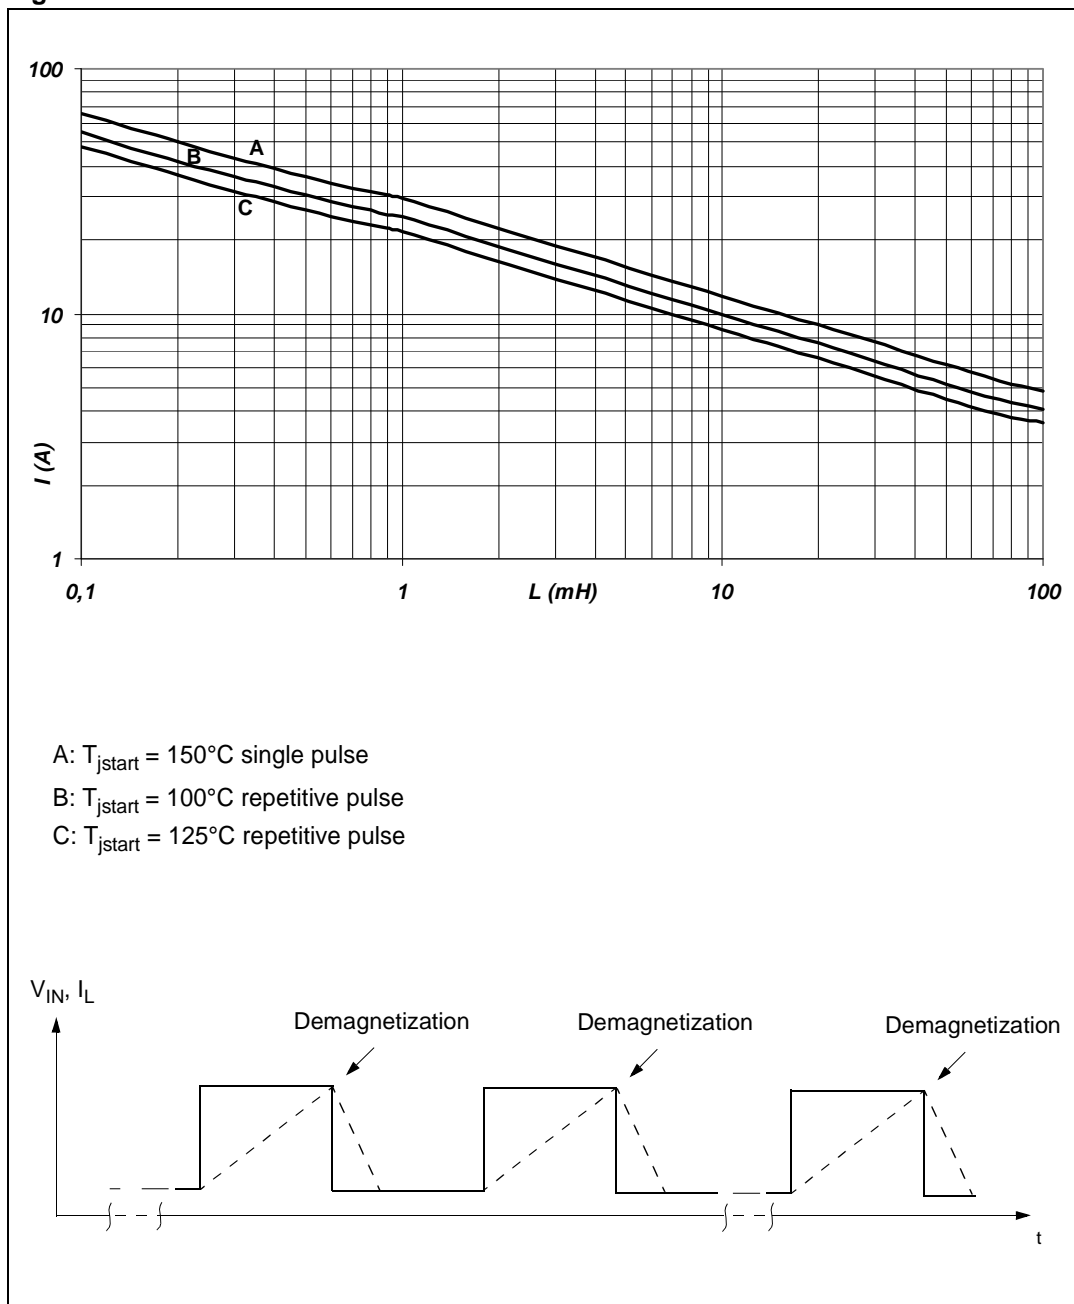 100
A
B
C
10
I (A)
1
0,1
1
L (mH)
10
100
A: Tjstart = 150°C single pulse
B: Tjstart = 100°C repetitive pulse
C: Tjstart = 125°C repetitive pulse
VIN, IL
Demagnetization
Demagnetization
Demagnetization
t